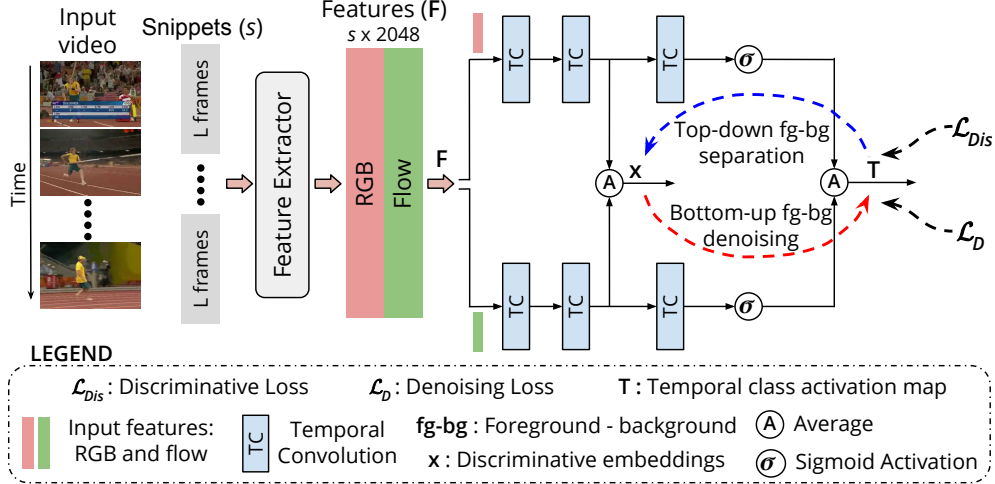 Input
video
Snippets (s)
Features (F)
s x 2048
Time
L frames
L frames
Feature Extractor
RGB
Flow
F
TC
TC
TC
σ
Top-down fg-bg
separation
A
x
A
T
ℒDis
Bottom-up fg-bg
denoising
ℒD
TC
TC
TC
σ
LEGEND
ℒDis : Discriminative Loss
ℒD : Denoising Loss
T : Temporal class activation map
Input features:
RGB and flow
TC
Temporal
Convolution
fg-bg : Foreground - background
x : Discriminative embeddings
A Average
σ Sigmoid Activation